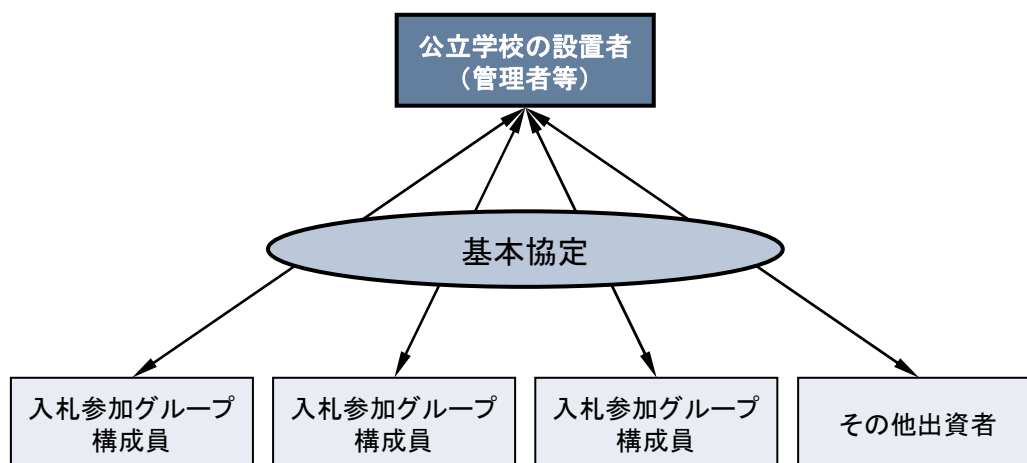 公立学校の設置者
（管理者等）
基本協定
入札参加グループ
構成員
入札参加グループ
構成員
入札参加グループ
構成員
その他出資者